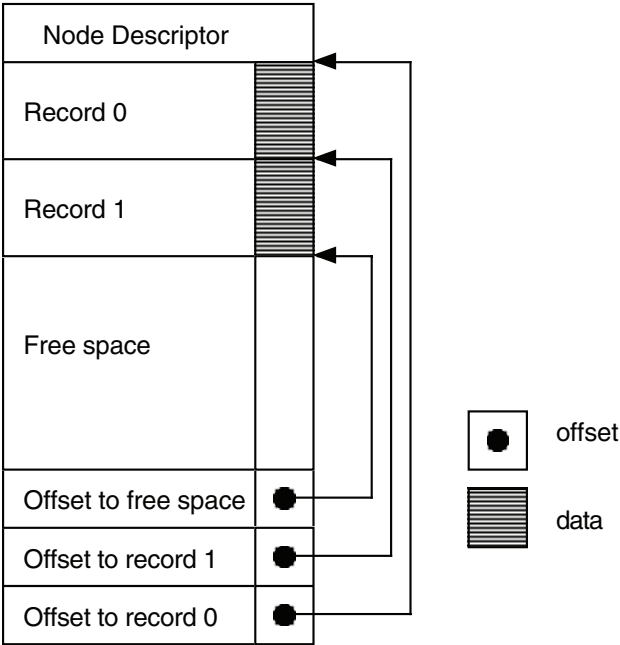 Node Descriptor
Record 0
Record 1
Free space
Offset to free space
Offset to record 1
Offset to record 0
offset
data